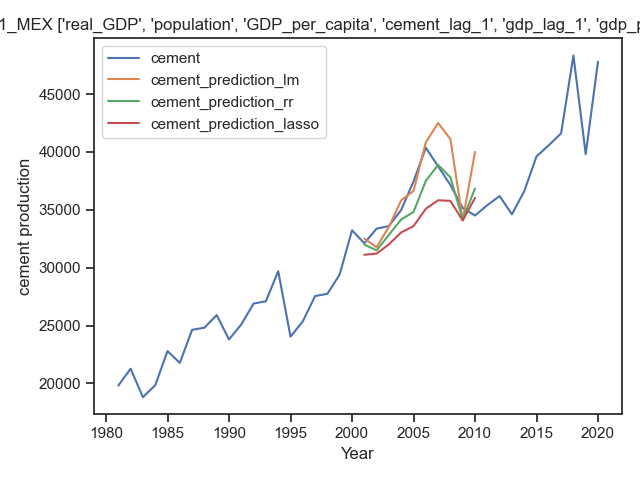 1_MEX ['real_GDP', 'population', 'GDP_per_capita', 'cement_lag_1', 'gdp_lag_1', 'gdp_p
cement
cement_prediction_lm
cement_prediction_rr
cement_prediction_lasso
cement production
45000
40000
35000
30000
25000
20000
1980 1985 1990 1995 2000 2005 2010 2015 2020
Year